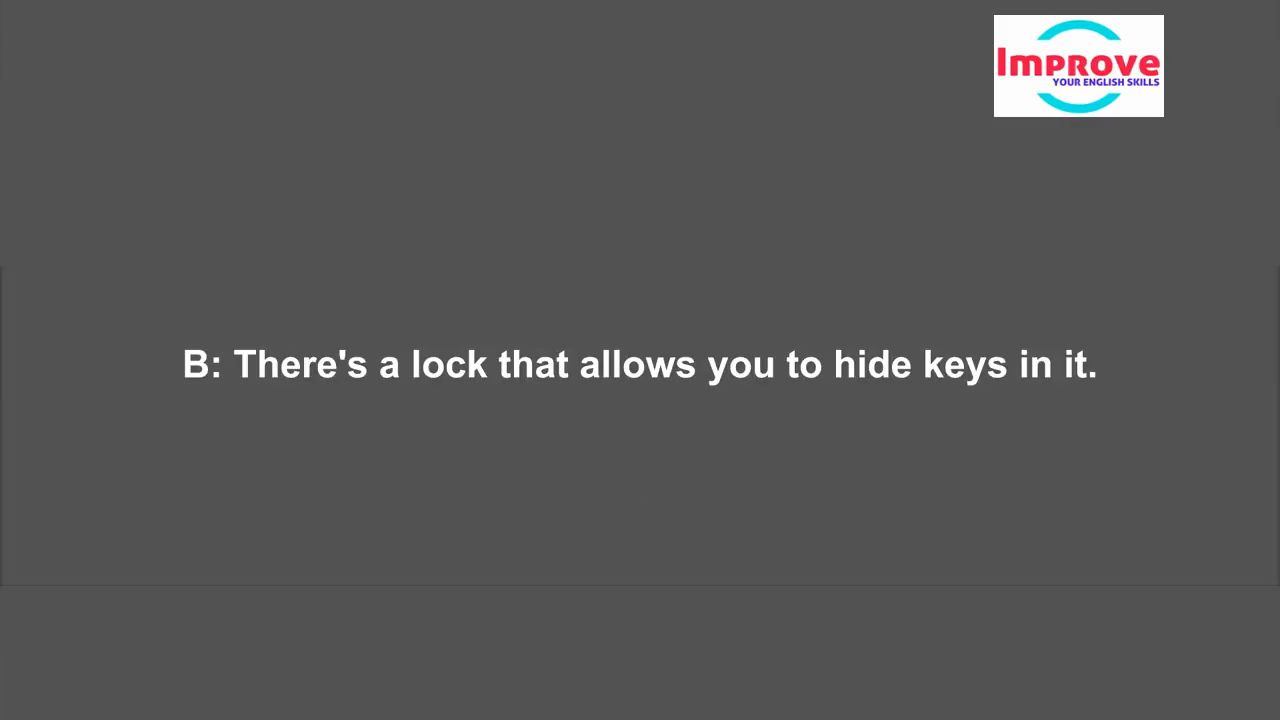 Improve
YOUR ENGLISH SKILLS
B: There's a lock that allows you to hide keys in it.